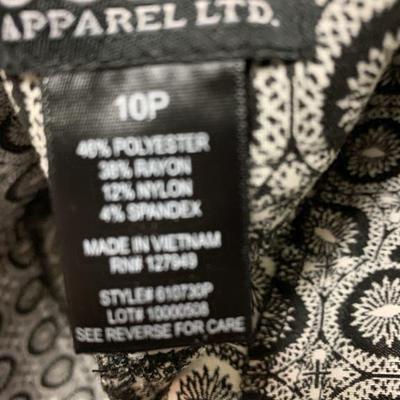 APPAREL LTD.
10P
46% POLYESTER
38% RAYON
12% NYLON
4% SPANDEX
MADE IN VIETNAM
RN# 127949
STYLE# 610730P
LOT# 10000508
SEE REVERSE FOR CARE